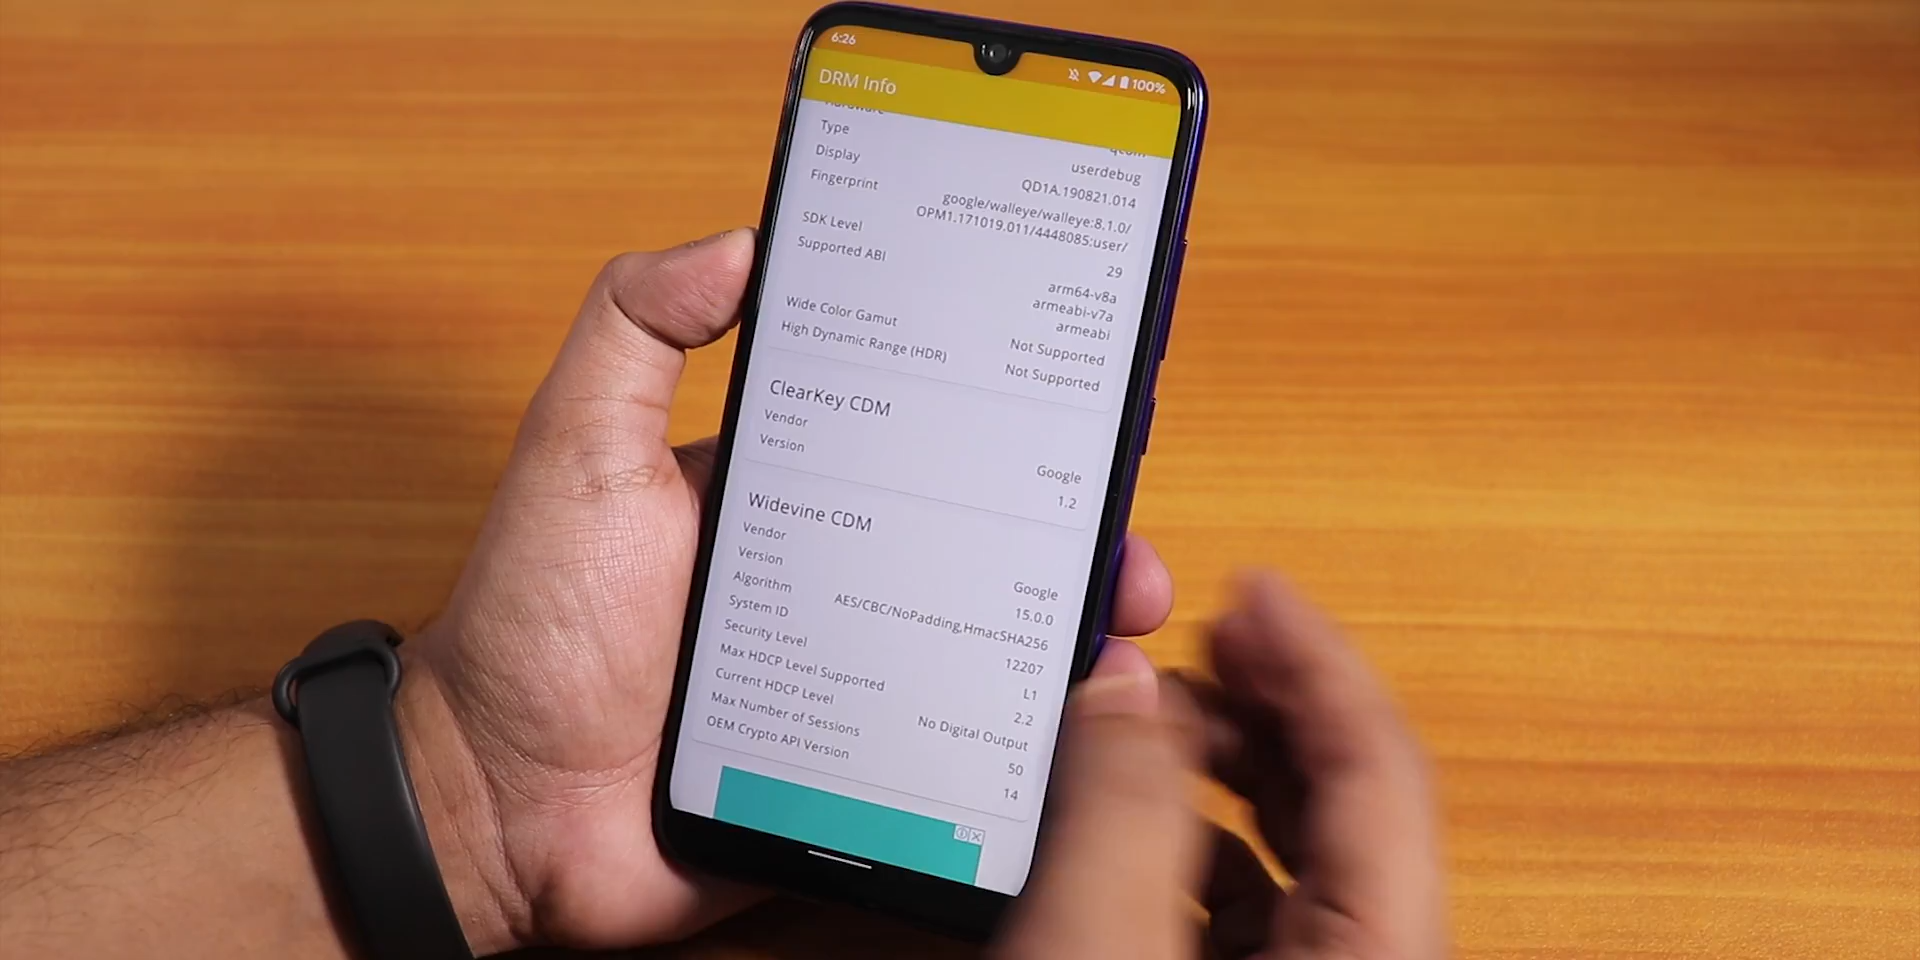 6:26
100%
DRM Info
Hardware
qcom
Type
userdebug
Display
QD1A.190821.014
Fingerprint
google/walleye/walleye:8.1.0/
OPM1.171019.011/4448085:user/
SDK Level
29
Supported ABI
arm64-v8a
armeabi-v7a
armeabi
Wide Color Gamut
Not Supported
High Dynamic Range (HDR)
Not Supported
ClearKey CDM
Vendor
Google
Version
1.2
Widevine CDM
Vendor
Google
Version
15.0.0
Algorithm
AES/CBC/NoPadding,HmacSHA256
System ID
12207
Security Level
L1
Max HDCP Level Supported
2.2
Current HDCP Level
No Digital Output
Max Number of Sessions
50
OEM Crypto API Version
14